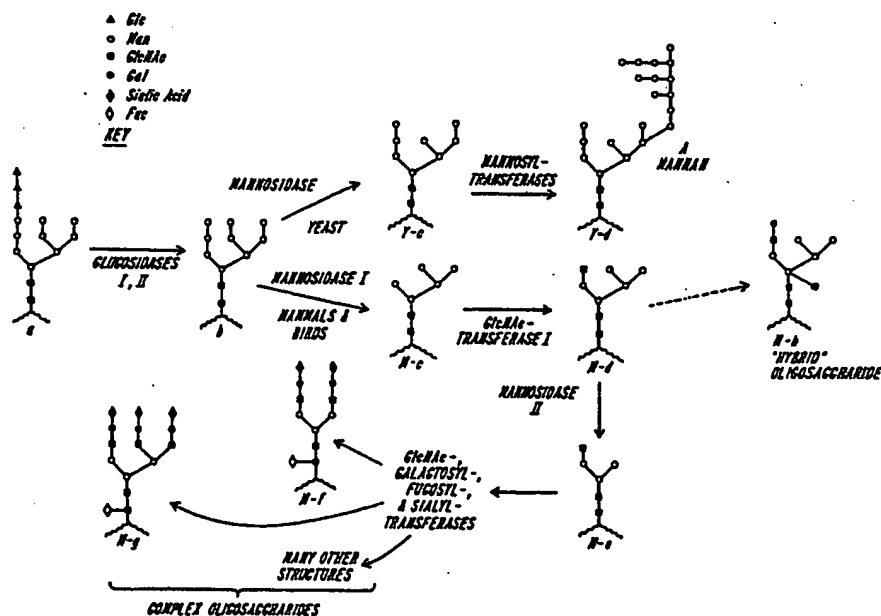 Glc
Man
GlcNAc
Gal
Sialic Acid
Fuc
KEY
A
MANNAN
MANNOSIDASE
YEAST
MANNOSYL-
TRANSFERASES
Y-c
Y-d
GLUCOSIDASES
I, II
a
b
MANNOSIDASE I
MAMMALS &
BIRDS
GlcNAc-
TRANSFERASE I
M-c
M-d
M-h
"HYBRID"
OLIGOSACCHARIDE
MANNOSIDASE
II
GlcNAc-,
GALACTOSYL-,
FUCOSYL-,
& SIALYL-
TRANSFERASES
M-f
M-g
M-e
MANY OTHER
STRUCTURES
COMPLEX OLIGOSACCHARIDES